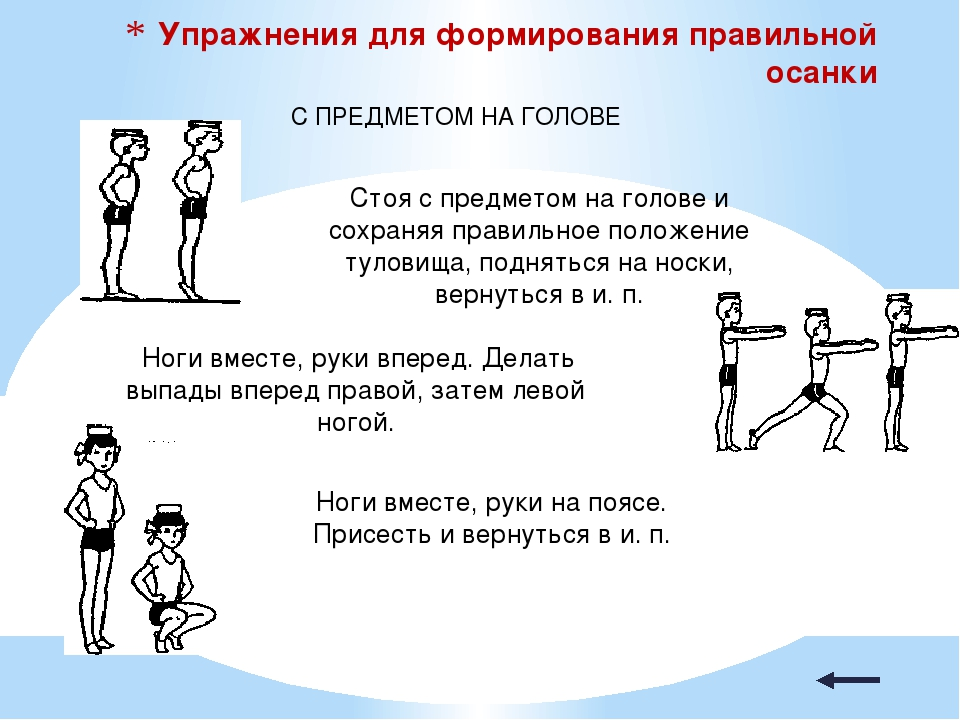 * Упражнения для формирования правильной
осанки
С ПРЕДМЕТОМ НА ГОЛОВЕ
Стоя с предметом на голове и
сохраняя правильное положение
туловища, подняться на носки,
вернуться в и. п.
Ноги вместе, руки вперед. Делать
выпады вперед правой, затем левой
ногой.
Ноги вместе, руки на поясе.
Присесть и вернуться в и. п.